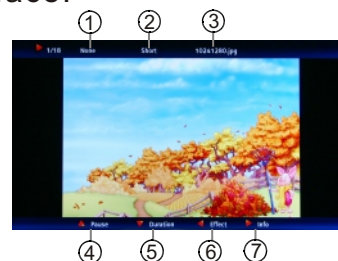 ① ② ③
1/18 None Short 1024x1280.jpg
Pause Duration Effect Info
④ ⑤ ⑥ ⑦